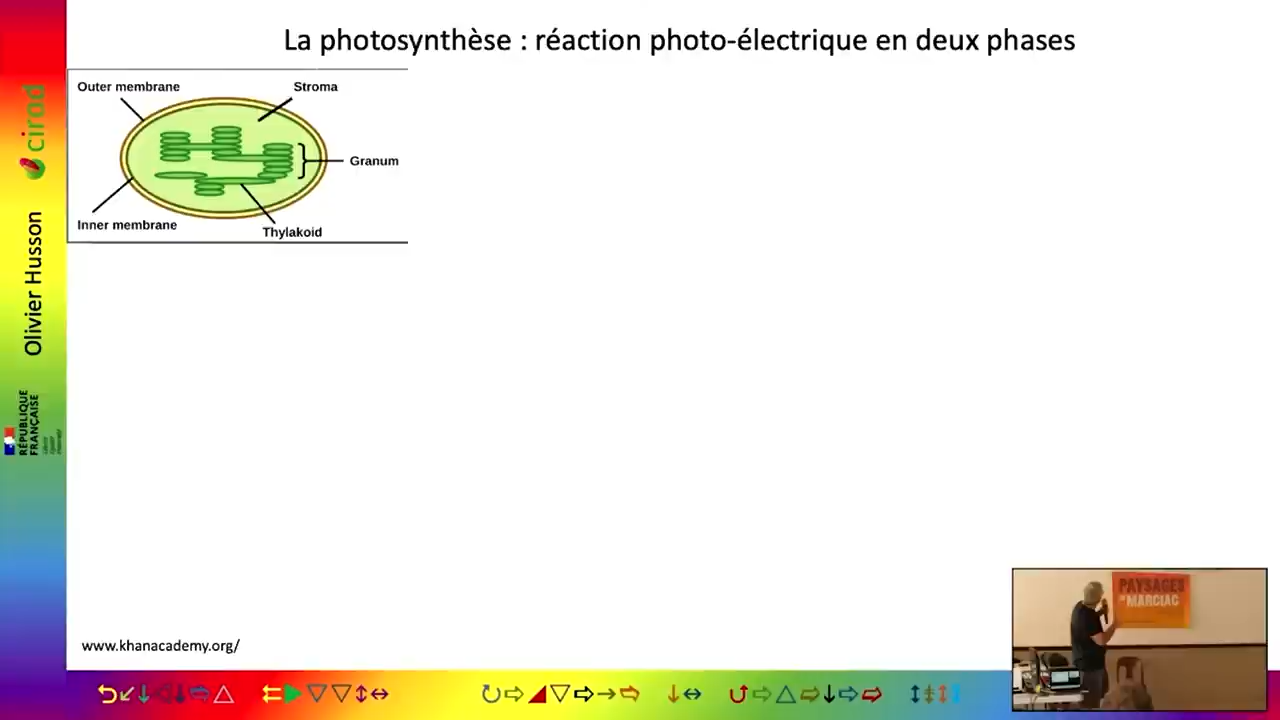 La photosynthèse : réaction photo-électrique en deux phases
Outer membrane
Stroma
Granum
Inner membrane
Thylakoid
cirad
Olivier Husson
RÉPUBLIQUE
FRANÇAISE
www.khanacademy.org/
PAYSAGES
MARCIAC